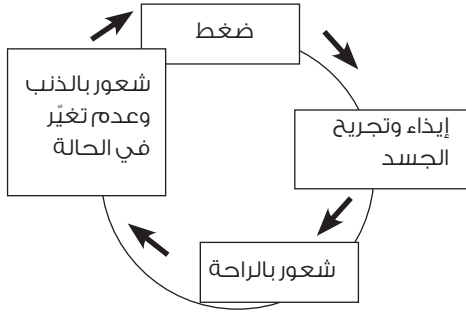 ضغط
إيذاء وتجريح
الجسد
شعور بالراحة
شعور بالذنب
وعدم تغيّر
في الحالة